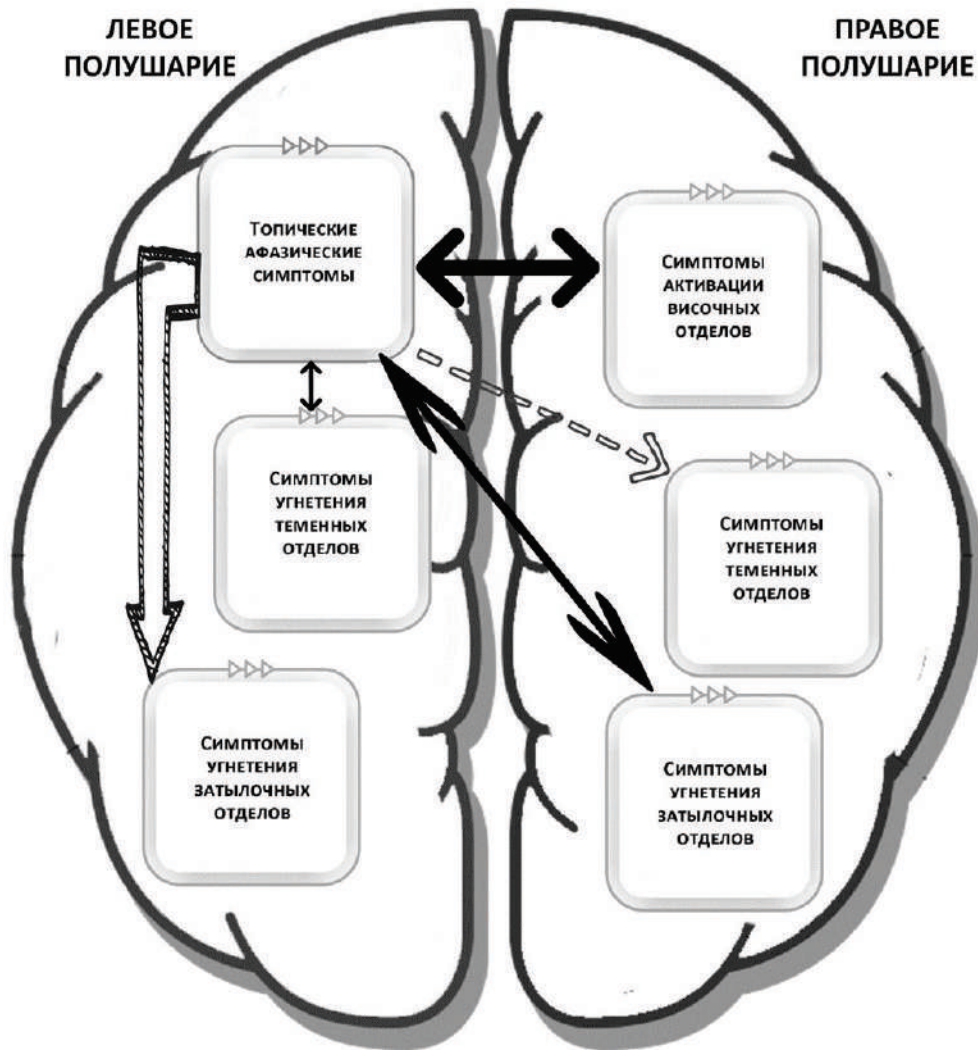 ЛЕВОЕ
ПОЛУШАРИЕ
ПРАВОЕ
ПОЛУШАРИЕ
Топические
афазические
симптомы
Симптомы
активации
височных
отделов
Симптомы
угнетения
теменных
отделов
Симптомы
угнетения
теменных
отделов
Симптомы
угнетения
затылочных
отделов
Симптомы
угнетения
затылочных
отделов